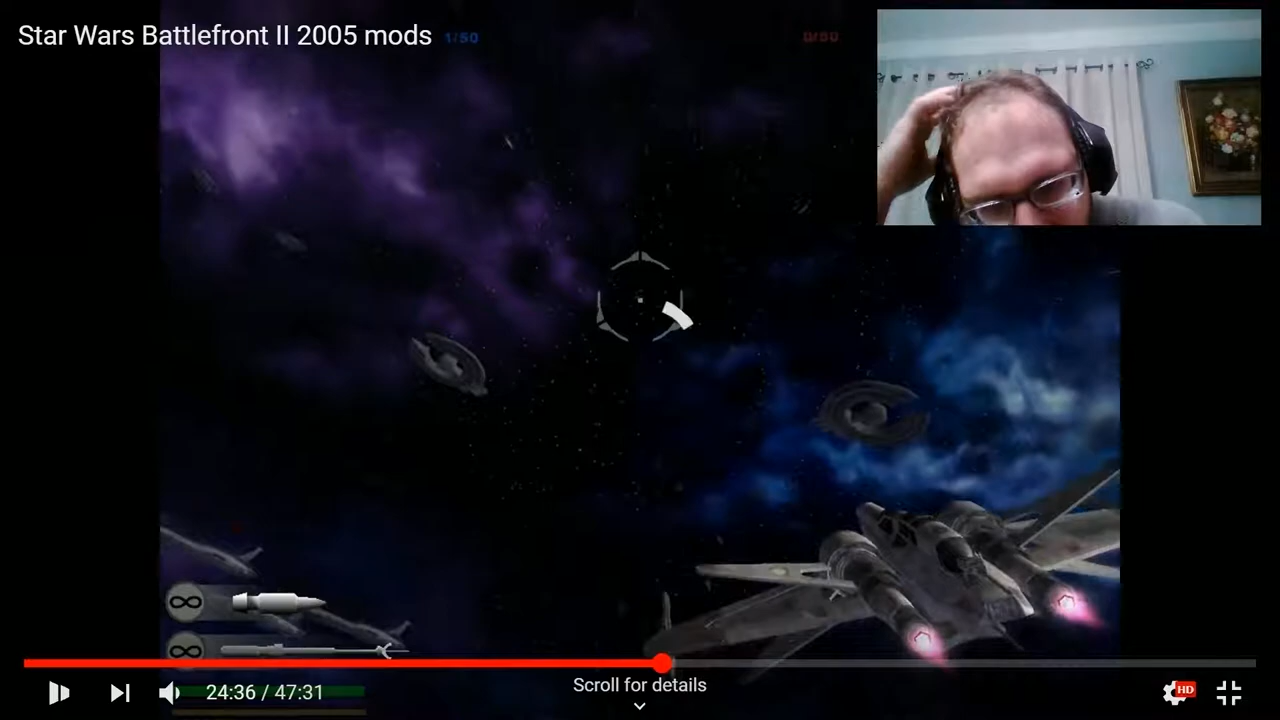 Star Wars Battlefront II 2005 mods
1/50
0/50
24:36 / 47:31
Scroll for details
HD